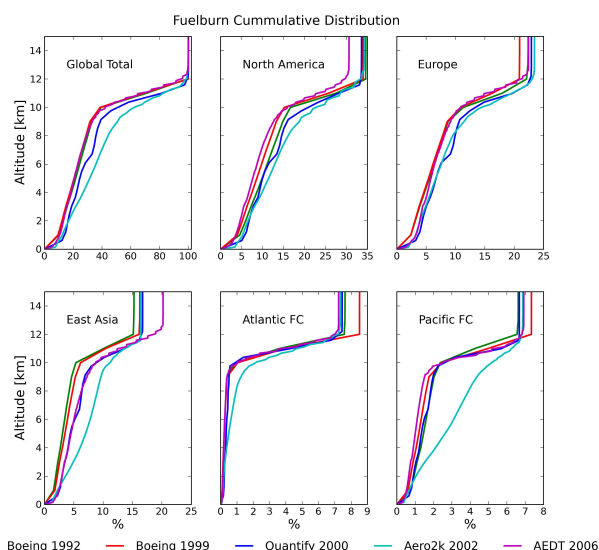 Fuelburn Cummulative Distribution
Altitude [km]
14
12
10
8
6
4
2
0
Global Total
0 20 40 60 80 100
North America
0 5 10 15 20 25 30 35
Europe
0 5 10 15 20 25
Altitude [km]
14
12
10
8
6
4
2
0
East Asia
0 5 10 15 20 25
%
Atlantic FC
0 1 2 3 4 5 6 7 8 9
%
Pacific FC
0 1 2 3 4 5 6 7 8
%
Boeing 1992 Boeing 1999 Quantify 2000 Aero2k 2002 AEDT 2006